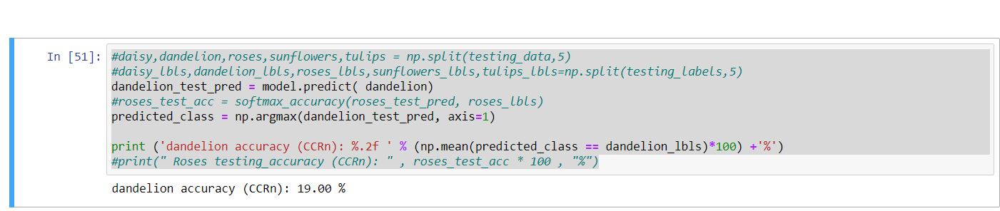 In [51]:
#daisy,dandelion,roses,sunflowers,tulips = np.split(testing_data,5)
#daisy_lbls,dandelion_lbls,roses_lbls,sunflowers_lbls,tulips_lbls=np.split(testing_labels,5)
dandelion_test_pred = model.predict( dandelion)
#roses_test_acc = softmax_accuracy(roses_test_pred, roses_lbls)
predicted_class = np.argmax(dandelion_test_pred, axis=1)
print ('dandelion accuracy (CCRn): %.2f ' % (np.mean(predicted_class == dandelion_lbls)*100) +'%')
#print(" Roses testing_accuracy (CCRn): " , roses_test_acc * 100 , "%")
dandelion accuracy (CCRn): 19.00 %